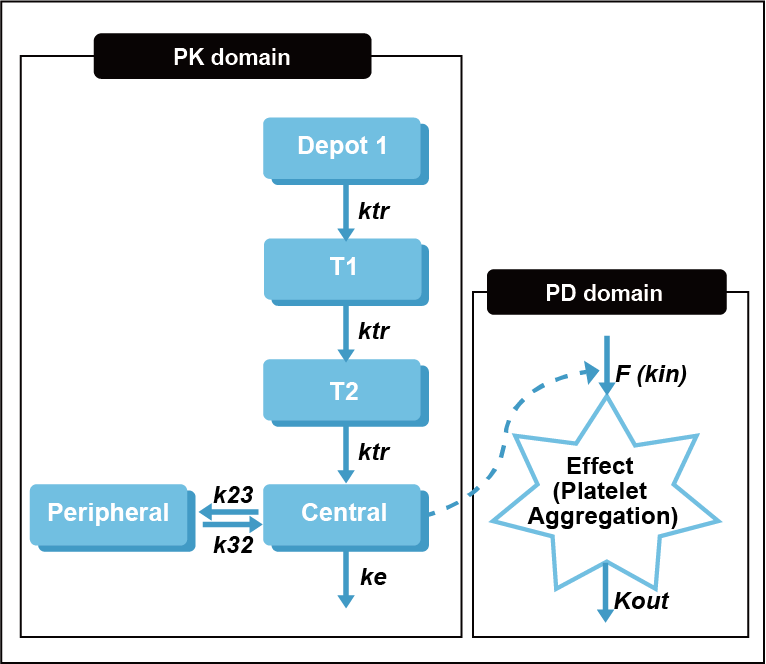 PK domain
Depot 1
ktr
T1
ktr
T2
ktr
Peripheral
k23
k32
Central
ke
PD domain
F (kin)
Effect
(Platelet
Aggregation)
Kout